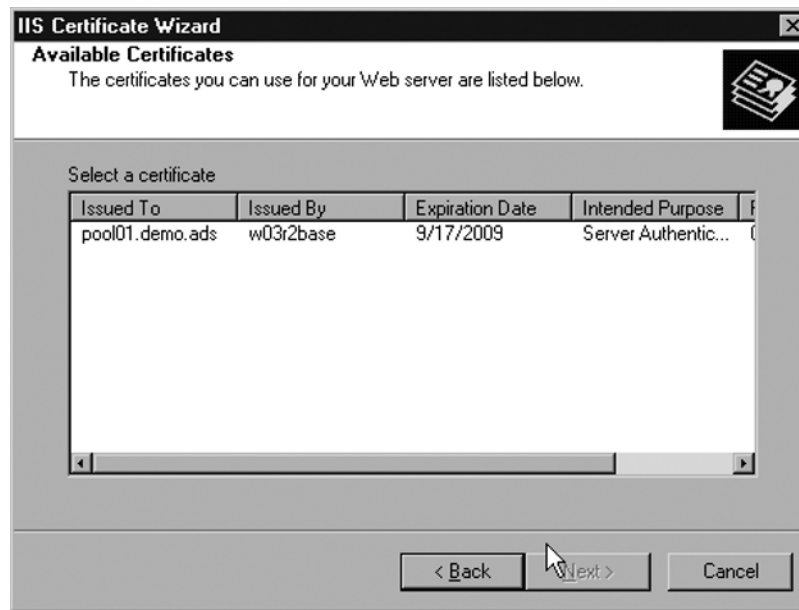 IIS Certificate Wizard
Available Certificates
The certificates you can use for your Web server are listed below.
Select a certificate
Issued To Issued By Expiration Date Intended Purpose
pool01.demo.ads w03r2base 9/17/2009 Server Authentic...
< Back Next > Cancel